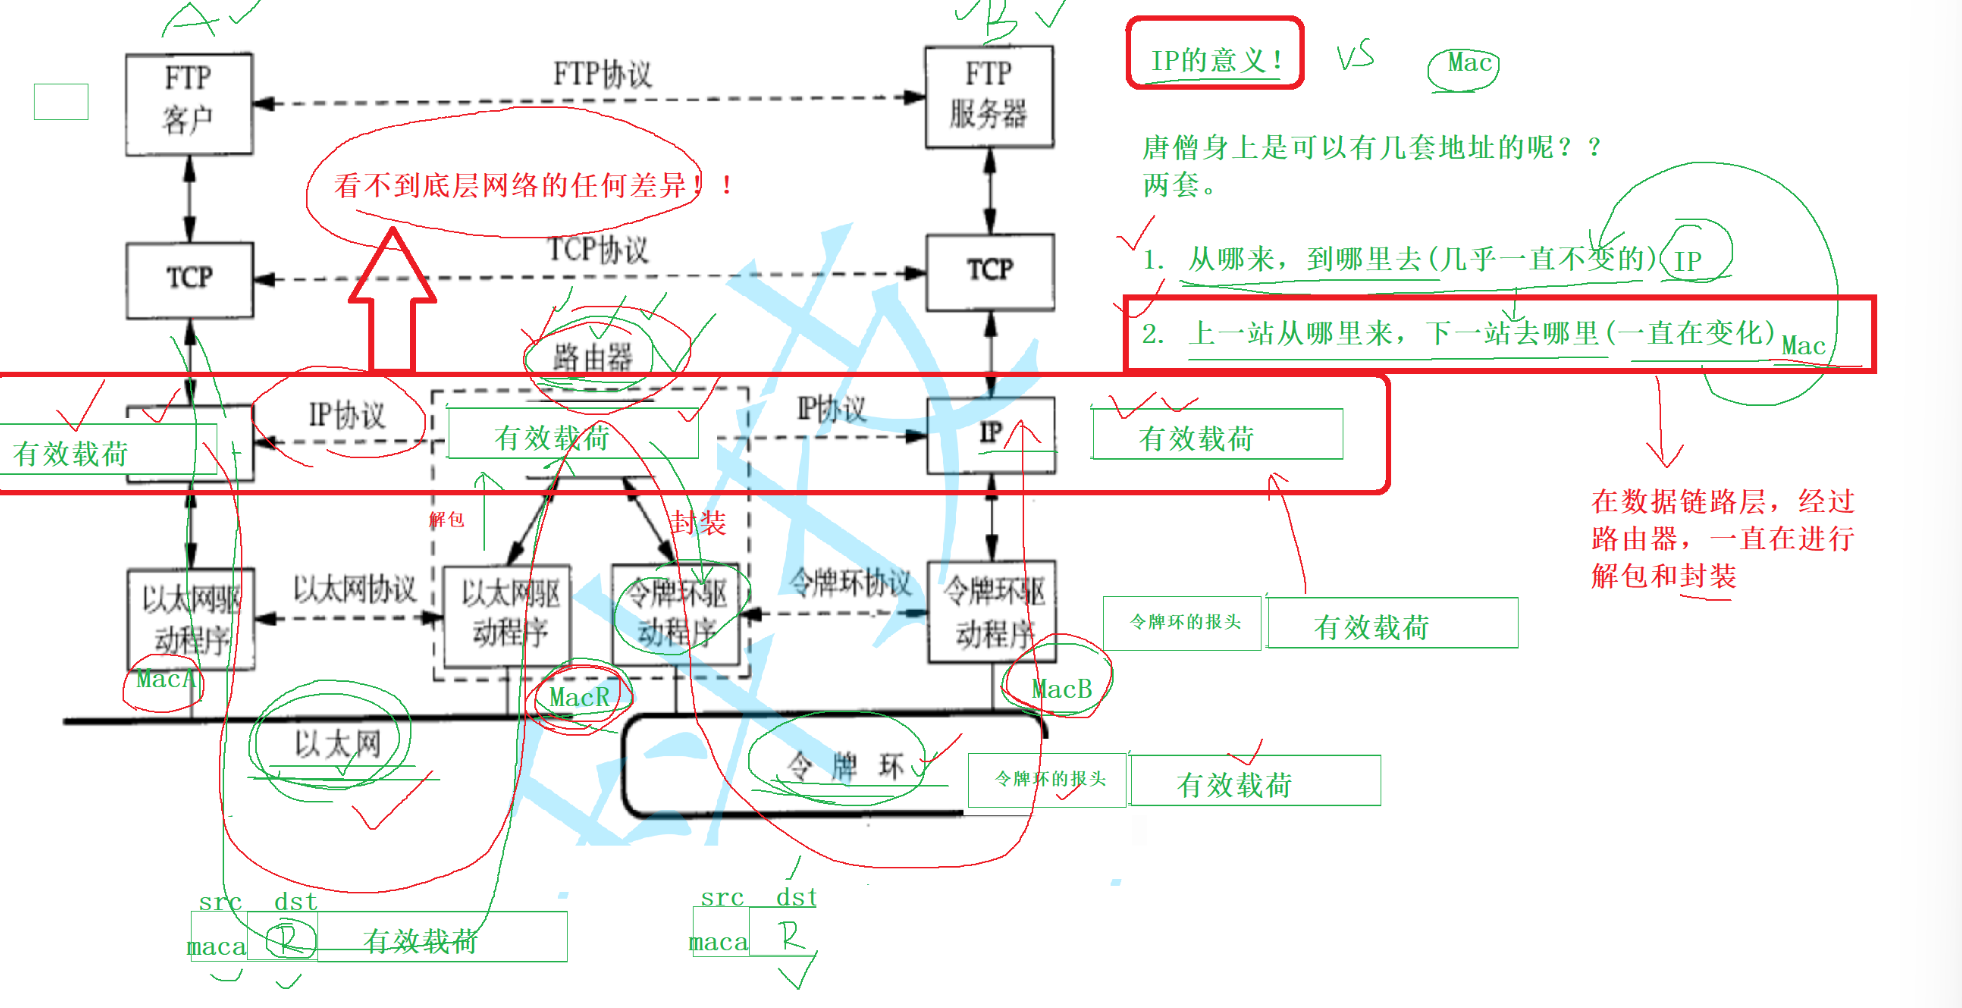 A
B
FTP
客户
FTP协议
FTP
服务器
IP的意义！
VS
Mac
唐僧身上是可以有几套地址的呢？？
两套。
看不到底层网络的任何差异！！
TCP
TCP协议
TCP
1. 从哪来，到哪里去(几乎一直不变的) IP
2. 上一站从哪里来，下一站去哪里(一直在变化) Mac
路由器
有效载荷
IP协议
有效载荷
IP协议
IP
有效载荷
解包
封装
在数据链路层，经过
路由器，一直在进行
解包和封装
以太网驱
动程序
以太网协议
以太网驱
动程序
令牌环驱
动程序
令牌环协议
令牌环驱
动程序
令牌环的报头
有效载荷
MacA
MacR
MacB
以太网
令牌环
令牌环的报头
有效载荷
src dst
maca R 有效载荷
src dst
maca R